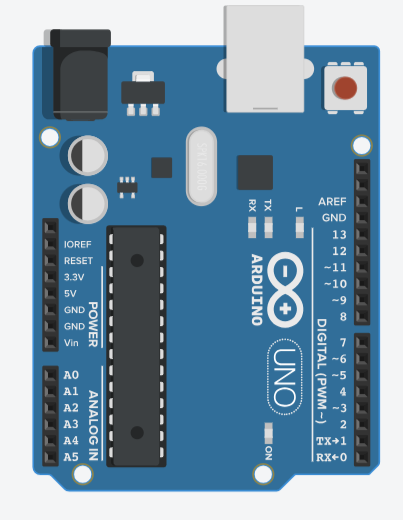 RX
TX
L
AREF
GND
13
12
~11
~10
~9
8
7
~6
~5
4
~3
2
TX→1
RX←0
DIGITAL (PWM~)
ARDUINO
UNO
ON
IOREF
RESET
3.3V
5V
GND
GND
Vin
POWER
A0
A1
A2
A3
A4
A5
ANALOG IN